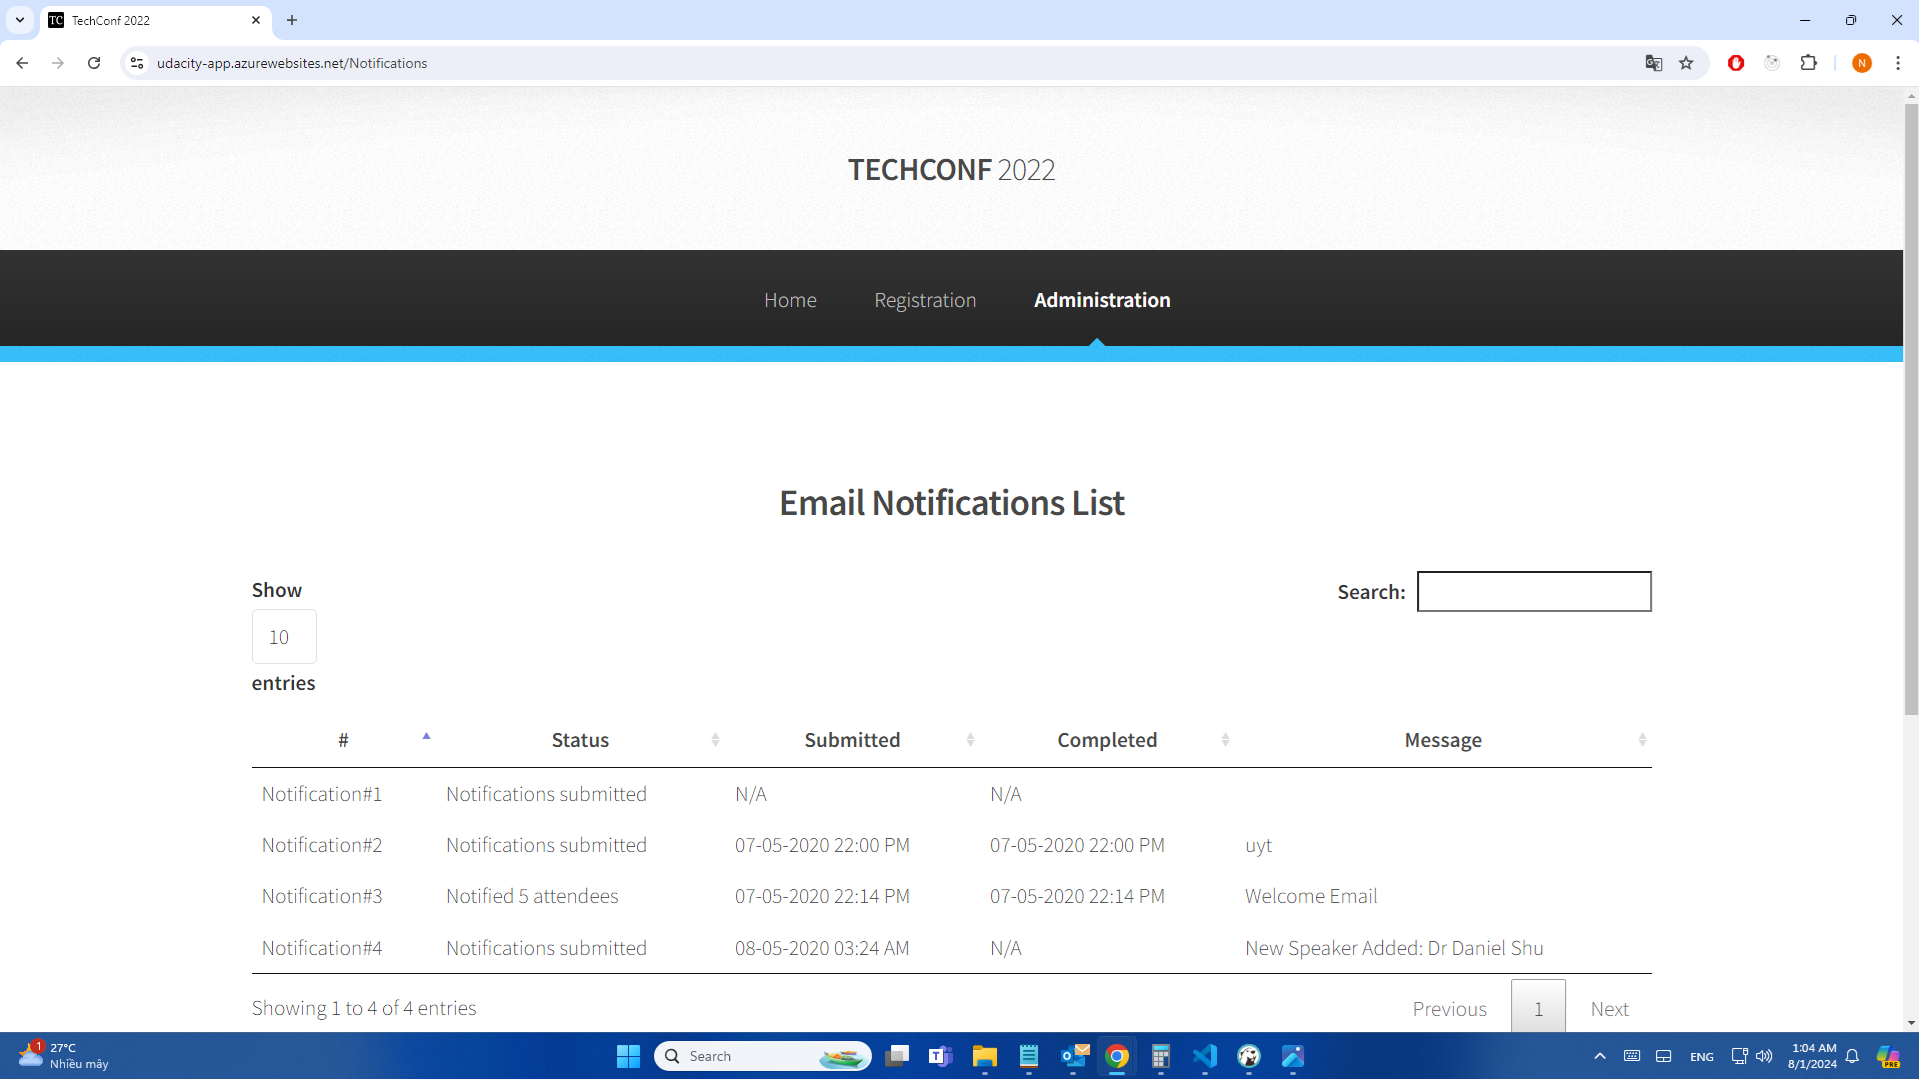 TC TechConf 2022
udacity-app.azurewebsites.net/Notifications
N
TECHCONF 2022
Home Registration Administration
Email Notifications List
Show
Search:
10
entries
# Status Submitted Completed Message
Notification#1 Notifications submitted N/A N/A
Notification#2 Notifications submitted 07-05-2020 22:00 PM 07-05-2020 22:00 PM uyt
Notification#3 Notified 5 attendees 07-05-2020 22:14 PM 07-05-2020 22:14 PM Welcome Email
Notification#4 Notifications submitted 08-05-2020 03:24 AM N/A New Speaker Added: Dr Daniel Shu
Showing 1 to 4 of 4 entries
Previous 1 Next
1 27°C
Nhiều mây
Search
ENG
1:04 AM
8/1/2024
PRE